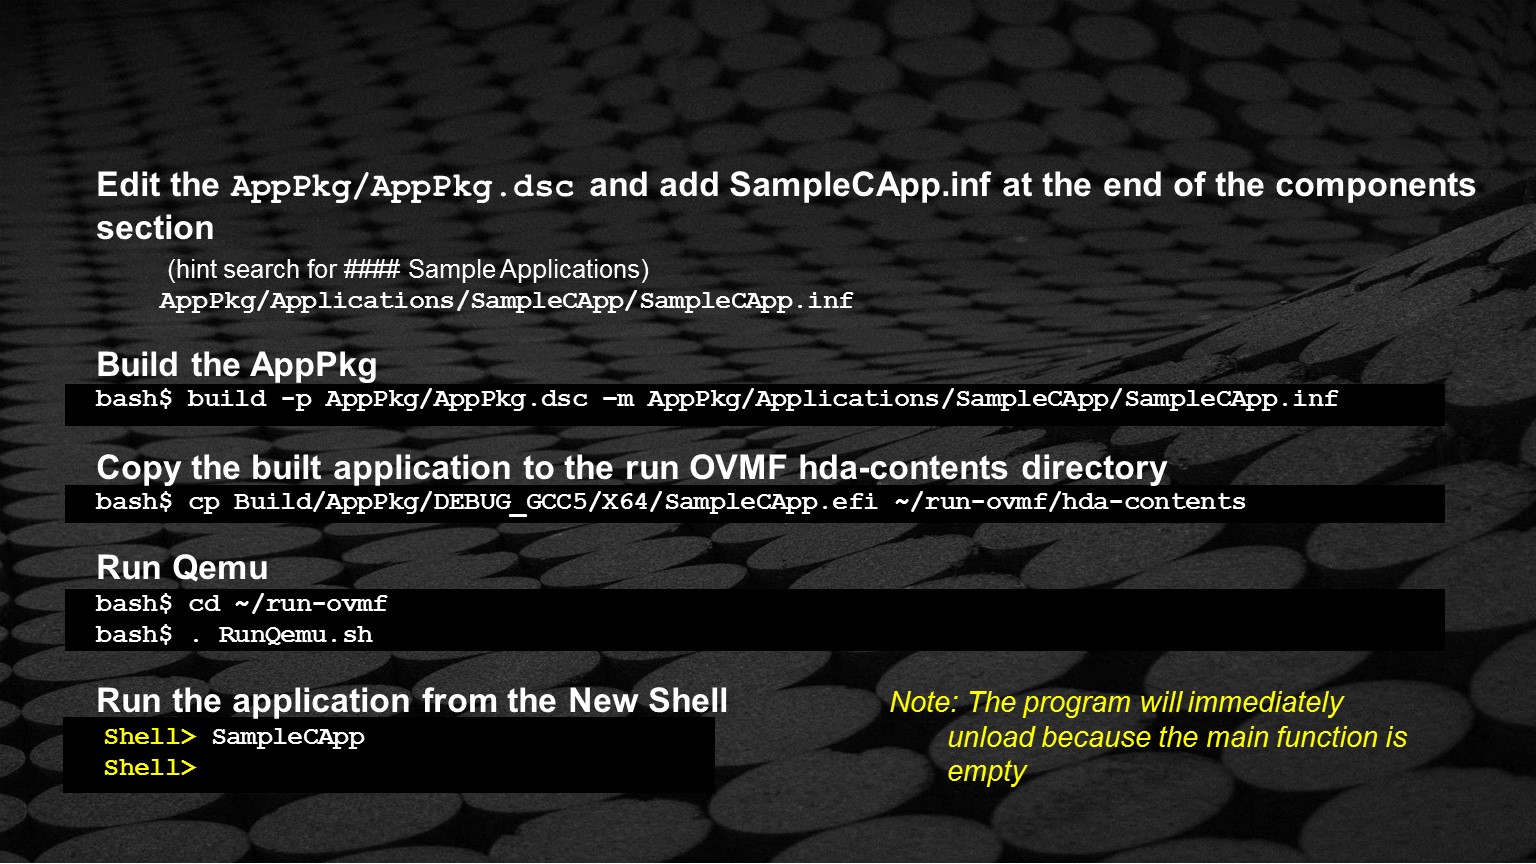 Edit the AppPkg/AppPkg.dsc and add SampleCApp.inf at the end of the components
section
(hint search for #### Sample Applications)
AppPkg/Applications/SampleCApp/SampleCApp.inf
Build the AppPkg
bash$ build -p AppPkg/AppPkg.dsc –m AppPkg/Applications/SampleCApp/SampleCApp.inf
Copy the built application to the run OVMF hda-contents directory
bash$ cp Build/AppPkg/DEBUG_GCC5/X64/SampleCApp.efi ~/run-ovmf/hda-contents
Run Qemu
bash$ cd ~/run-ovmf
bash$ . RunQemu.sh
Run the application from the New Shell
Shell> SampleCApp
Shell>
Note: The program will immediately
unload because the main function is
empty